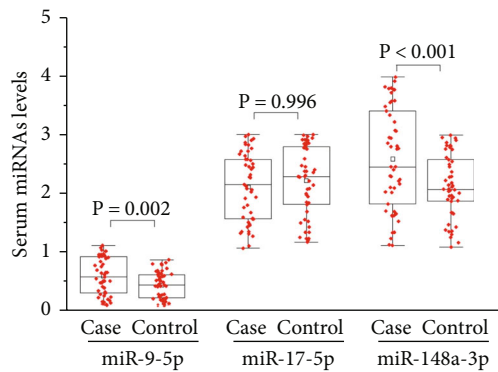 Serum miRNAs levels
5
4
3
2
1
0
P = 0.002
P = 0.996
P < 0.001
Case Control Case Control Case Control
miR-9-5p miR-17-5p miR-148a-3p